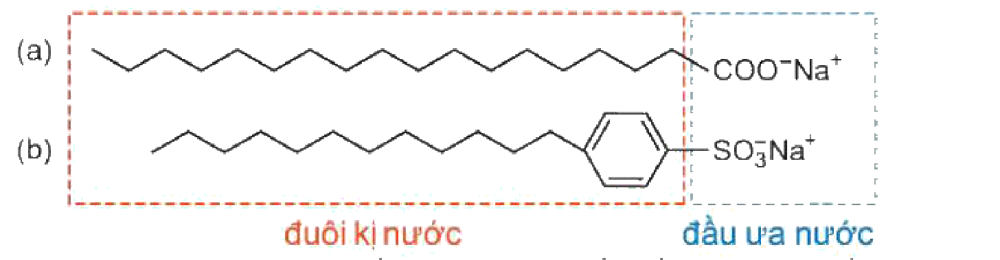 (a) COO⁻Na⁺
(b) SO₃⁻Na⁺
đuôi kị nước đầu ưa nước